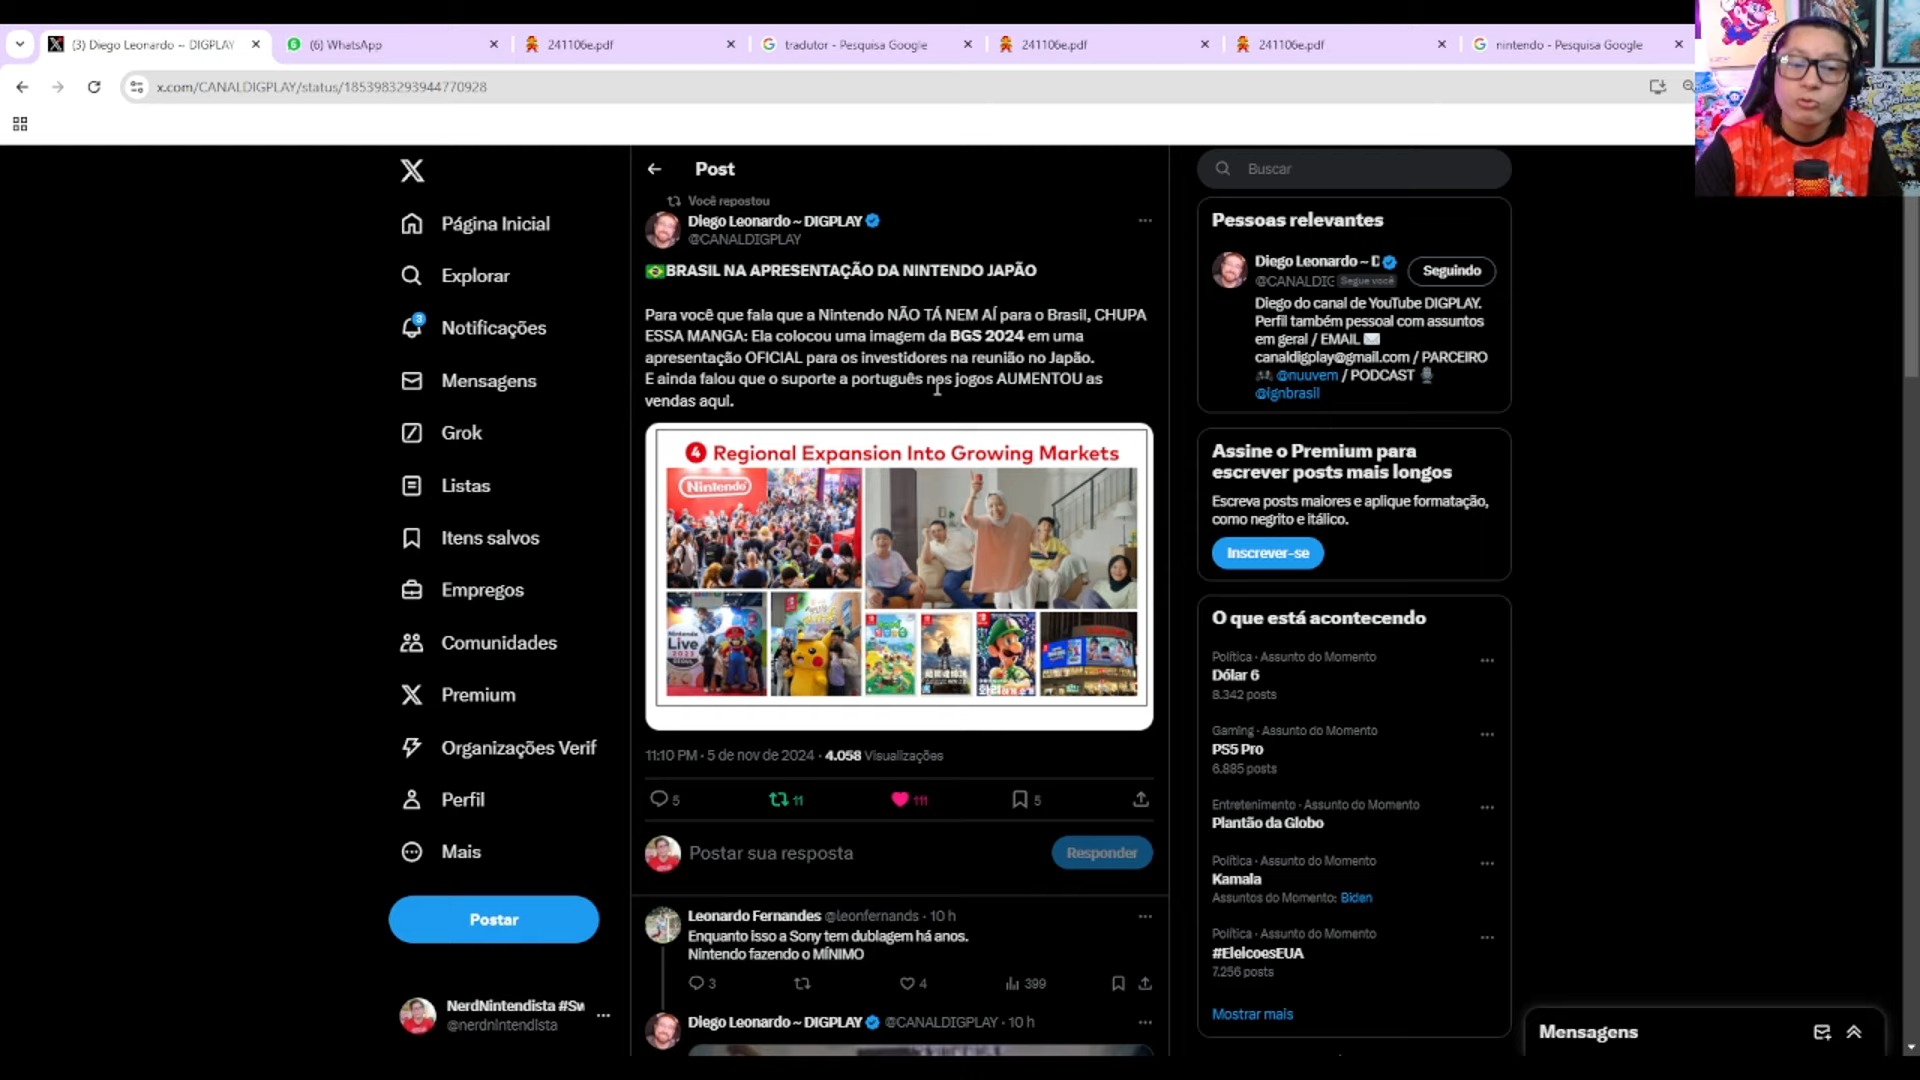 (3) Diego Leonardo ~ DIGPLAY
(6) WhatsApp
241106e.pdf
tradutor - Pesquisa Google
241106e.pdf
241106e.pdf
nintendo - Pesquisa Google
x.com/CANALDIGPLAY/status/1853983293944770928
Página Inicial
Explorar
3
Notificações
Mensagens
Grok
Listas
Itens salvos
Empregos
Comunidades
Premium
Organizações Verif
Perfil
Mais
Postar
NerdNintendista #Sw
@nerdnintendista
Post
Você repostou
Diego Leonardo ~ DIGPLAY
@CANALDIGPLAY
BRASIL NA APRESENTAÇÃO DA NINTENDO JAPÃO
Para você que fala que a Nintendo NÃO TÁ NEM AÍ para o Brasil, CHUPA
ESSA MANGA: Ela colocou uma imagem da BGS 2024 em uma
apresentação OFICIAL para os investidores na reunião no Japão.
E ainda falou que o suporte a português nos jogos AUMENTOU as
vendas aqui.
4 Regional Expansion Into Growing Markets
Nintendo
Nintendo
Live
2023
SEOUL
11:10 PM · 5 de nov de 2024 · 4.058 Visualizações
5
11
111
5
Postar sua resposta
Responder
Leonardo Fernandes @leonfernands · 10 h
Enquanto isso a Sony tem dublagem há anos.
Nintendo fazendo o MÍNIMO
3
4
399
Diego Leonardo ~ DIGPLAY @CANALDIGPLAY · 10 h
Buscar
Pessoas relevantes
Diego Leonardo ~ D
@CANALDIG Segue você
Seguindo
Diego do canal de YouTube DIGPLAY.
Perfil também pessoal com assuntos
em geral / EMAIL
canaldigplay@gmail.com / PARCEIRO
@nuuvem / PODCAST
@ignbrasil
Assine o Premium para
escrever posts mais longos
Escreva posts maiores e aplique formatação,
como negrito e itálico.
Inscrever-se
O que está acontecendo
Política · Assunto do Momento
Dólar 6
8.342 posts
Gaming · Assunto do Momento
PS5 Pro
6.885 posts
Entretenimento · Assunto do Momento
Plantão da Globo
Política · Assunto do Momento
Kamala
Assuntos do Momento: Biden
Política · Assunto do Momento
#EleicoesEUA
7.256 posts
Mostrar mais
Mensagens